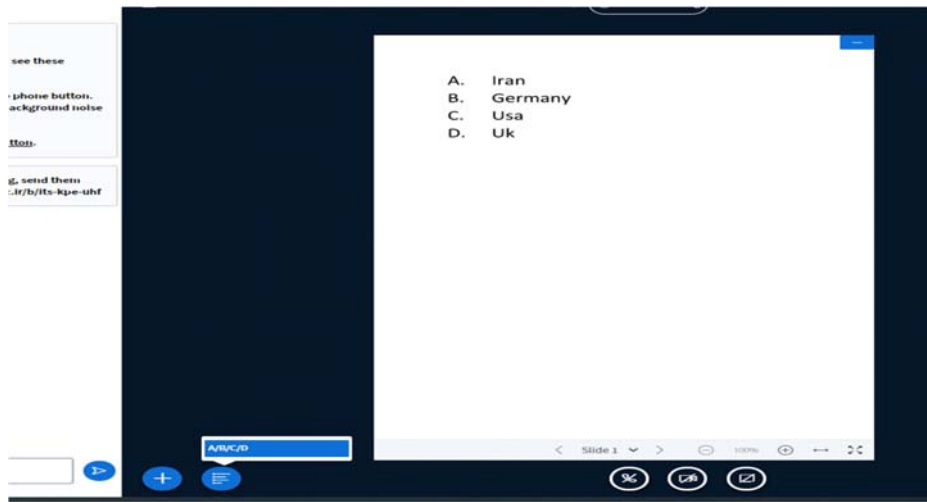 see these
phone button.
background noise
tton.
g, send them
.ir/b/its-kpe-uhf
A. Iran
B. Germany
C. Usa
D. Uk
A/B/C/D
Slide 1
100%